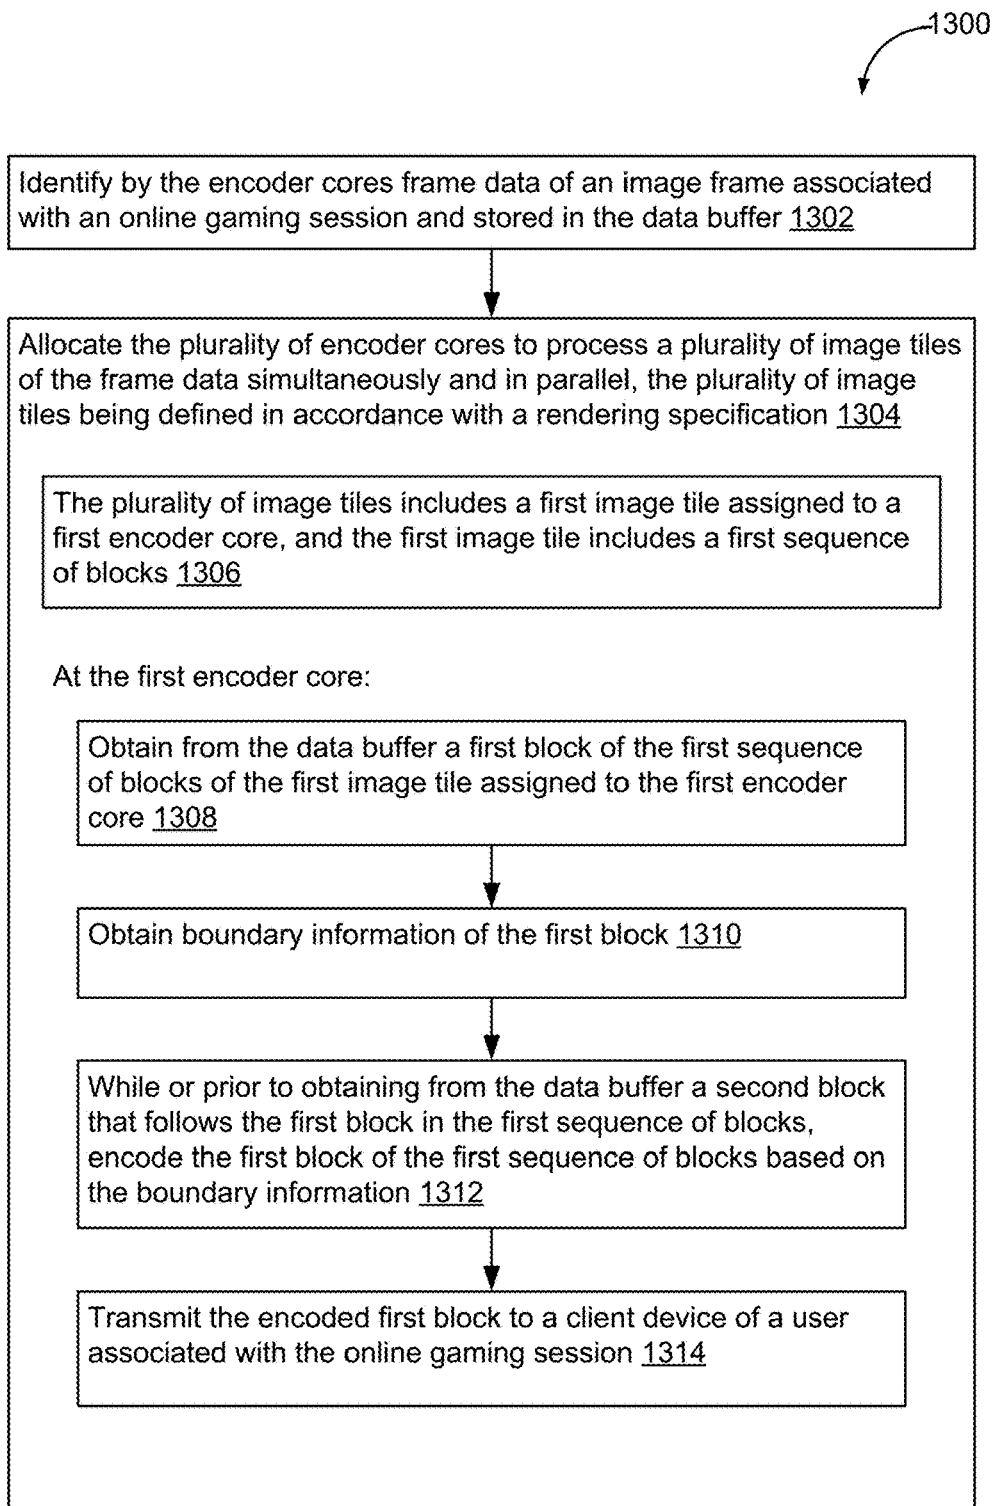 1300
Identify by the encoder cores frame data of an image frame associated
with an online gaming session and stored in the data buffer 1302
Allocate the plurality of encoder cores to process a plurality of image tiles
of the frame data simultaneously and in parallel, the plurality of image
tiles being defined in accordance with a rendering specification 1304
The plurality of image tiles includes a first image tile assigned to a
first encoder core, and the first image tile includes a first sequence
of blocks 1306
At the first encoder core:
Obtain from the data buffer a first block of the first sequence
of blocks of the first image tile assigned to the first encoder
core 1308
Obtain boundary information of the first block 1310
While or prior to obtaining from the data buffer a second block
that follows the first block in the first sequence of blocks,
encode the first block of the first sequence of blocks based on
the boundary information 1312
Transmit the encoded first block to a client device of a user
associated with the online gaming session 1314